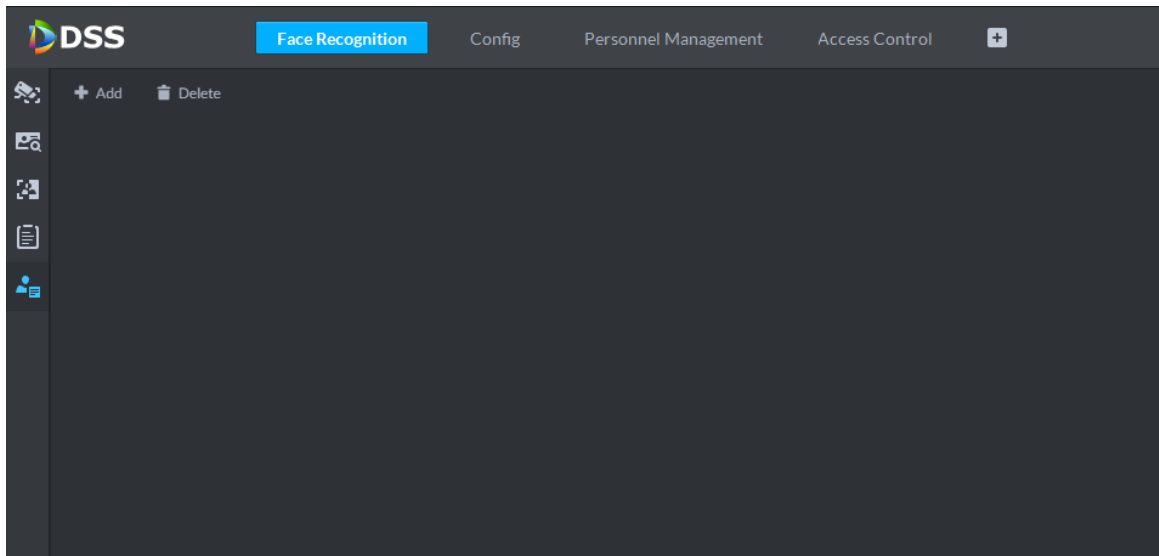 DSS Face Recognition Config Personnel Management Access Control
Add Delete